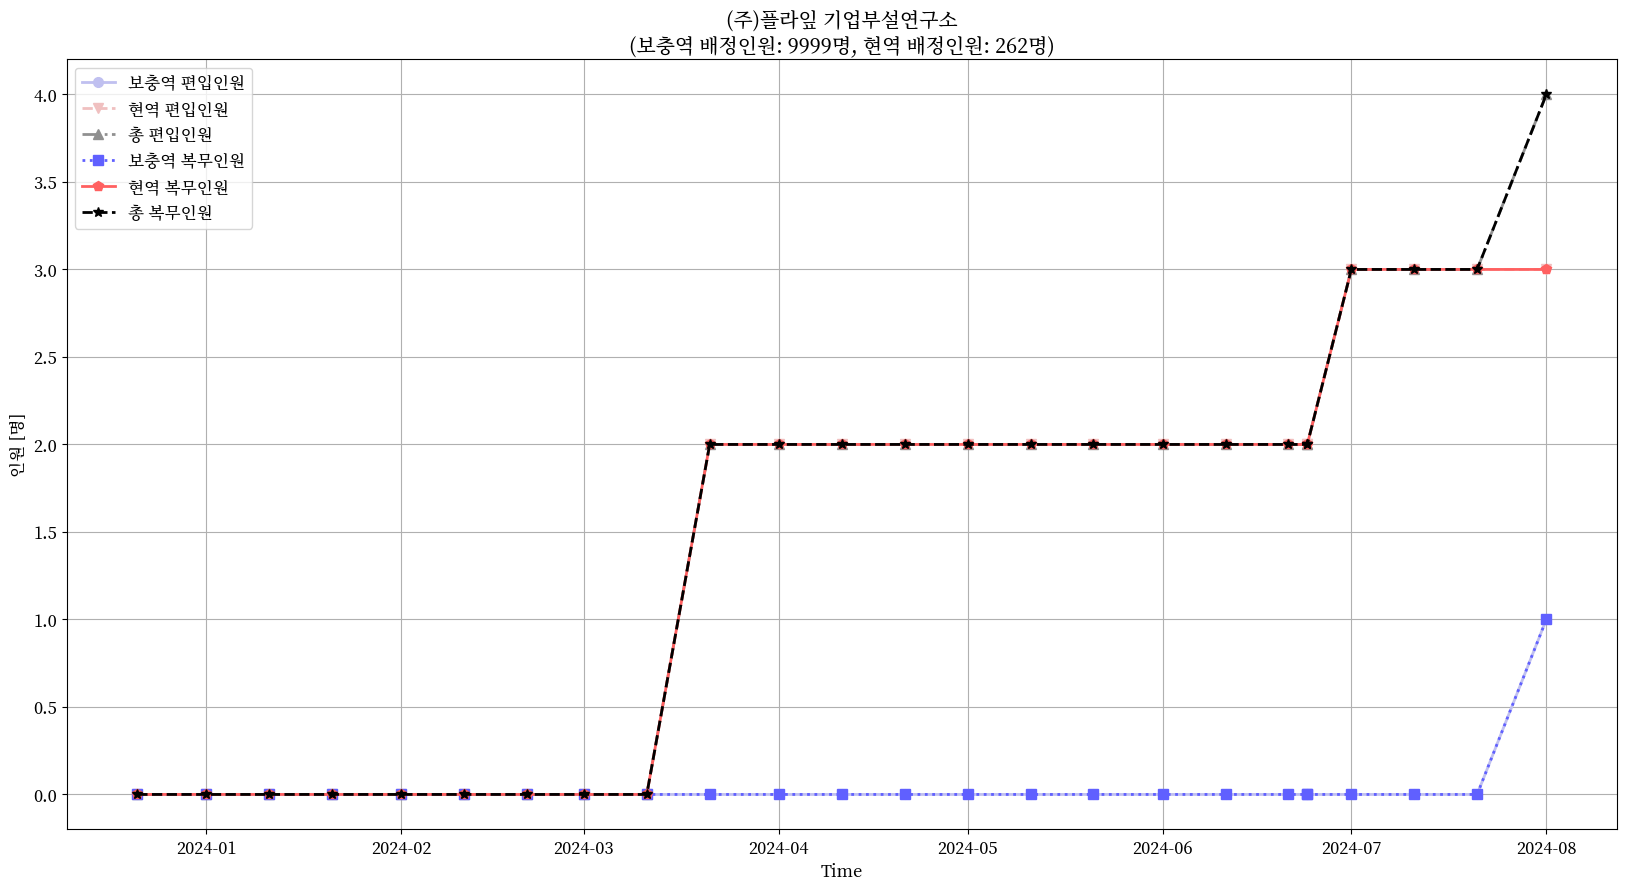 (주)플라잎 기업부설연구소
(보충역 배정인원: 9999명, 현역 배정인원: 262명)
보충역 편입인원
현역 편입인원
총 편입인원
보충역 복무인원
현역 복무인원
총 복무인원
4.0
3.5
3.0
2.5
2.0
1.5
1.0
0.5
0.0
인원 [명]
2024-01
2024-02
2024-03
2024-04
2024-05
2024-06
2024-07
2024-08
Time